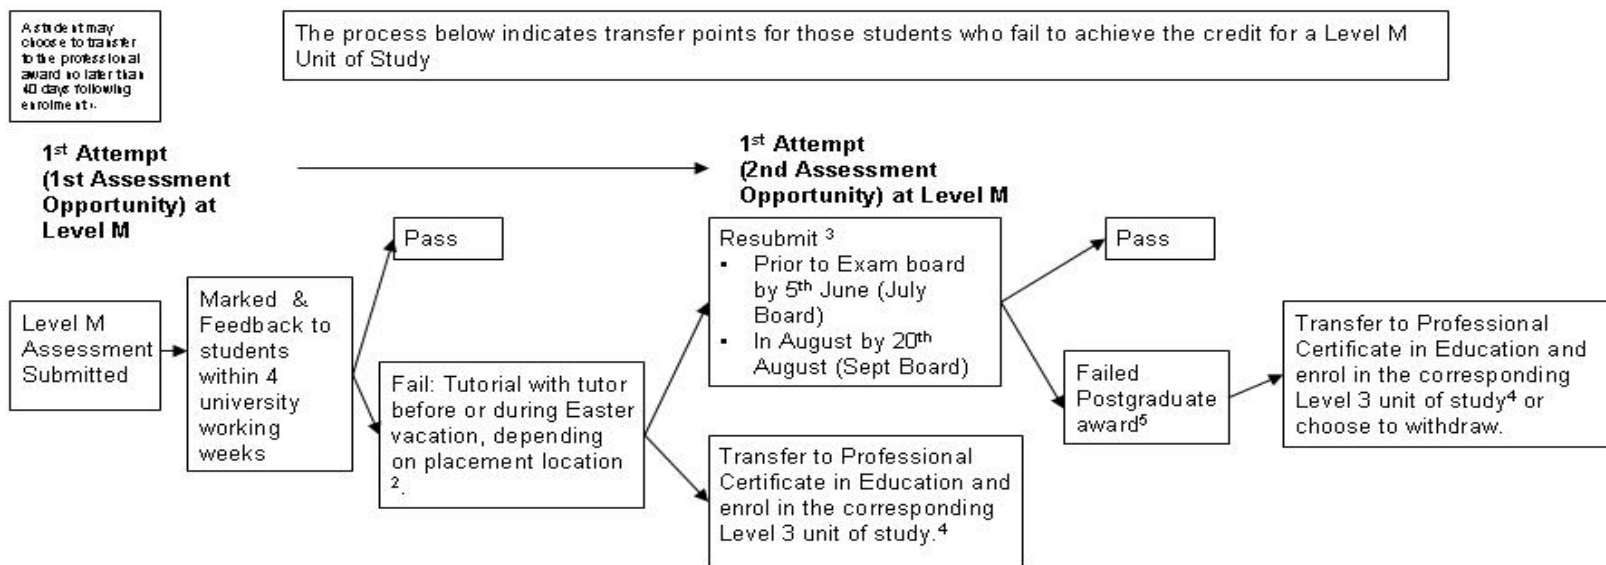 A student may
choose to transfer
to the professional
award no later than
40 days following
enrolment ¹.
The process below indicates transfer points for those students who fail to achieve the credit for a Level M
Unit of Study
1st Attempt
(1st Assessment
Opportunity) at
Level M
1st Attempt
(2nd Assessment
Opportunity) at Level M
Level M
Assessment
Submitted
Marked & 
Feedback to
students
within 4
university
working
weeks
Pass
Fail: Tutorial with tutor
before or during Easter
vacation, depending
on placement location
2.
Resubmit 3
▪ Prior to Exam board
by 5th June (July
Board)
▪ In August by 20th
August (Sept Board)
Transfer to Professional
Certificate in Education and
enrol in the corresponding
Level 3 unit of study.4
Pass
Failed
Postgraduate
award5
Transfer to Professional
Certificate in Education and
enrol in the corresponding
Level 3 unit of study4 or
choose to withdraw.